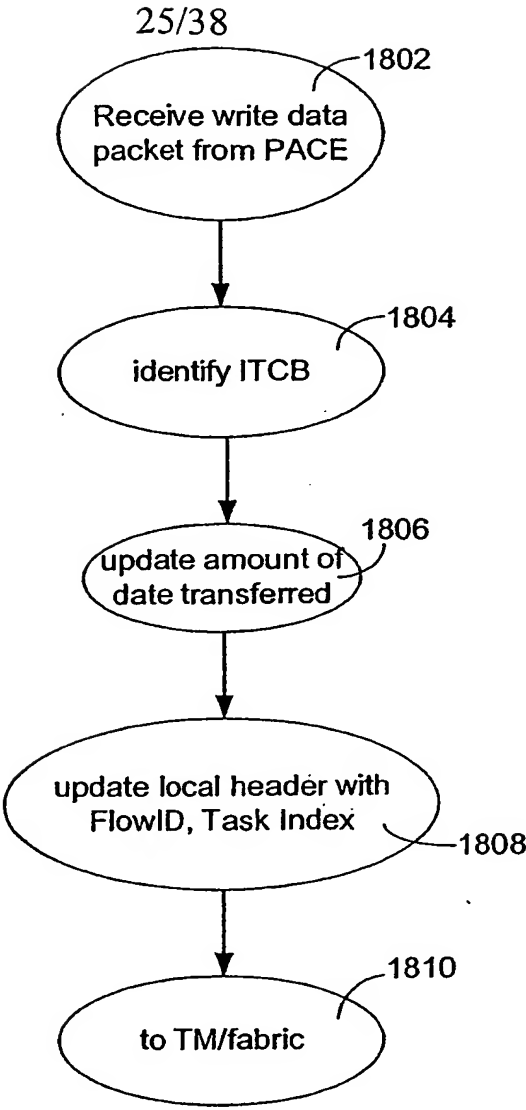 25/38
1802
Receive write data
packet from PACE
1804
identify ITCB
1806
update amount of
date transferred
update local header with
FlowID, Task Index
1808
1810
to TM/fabric